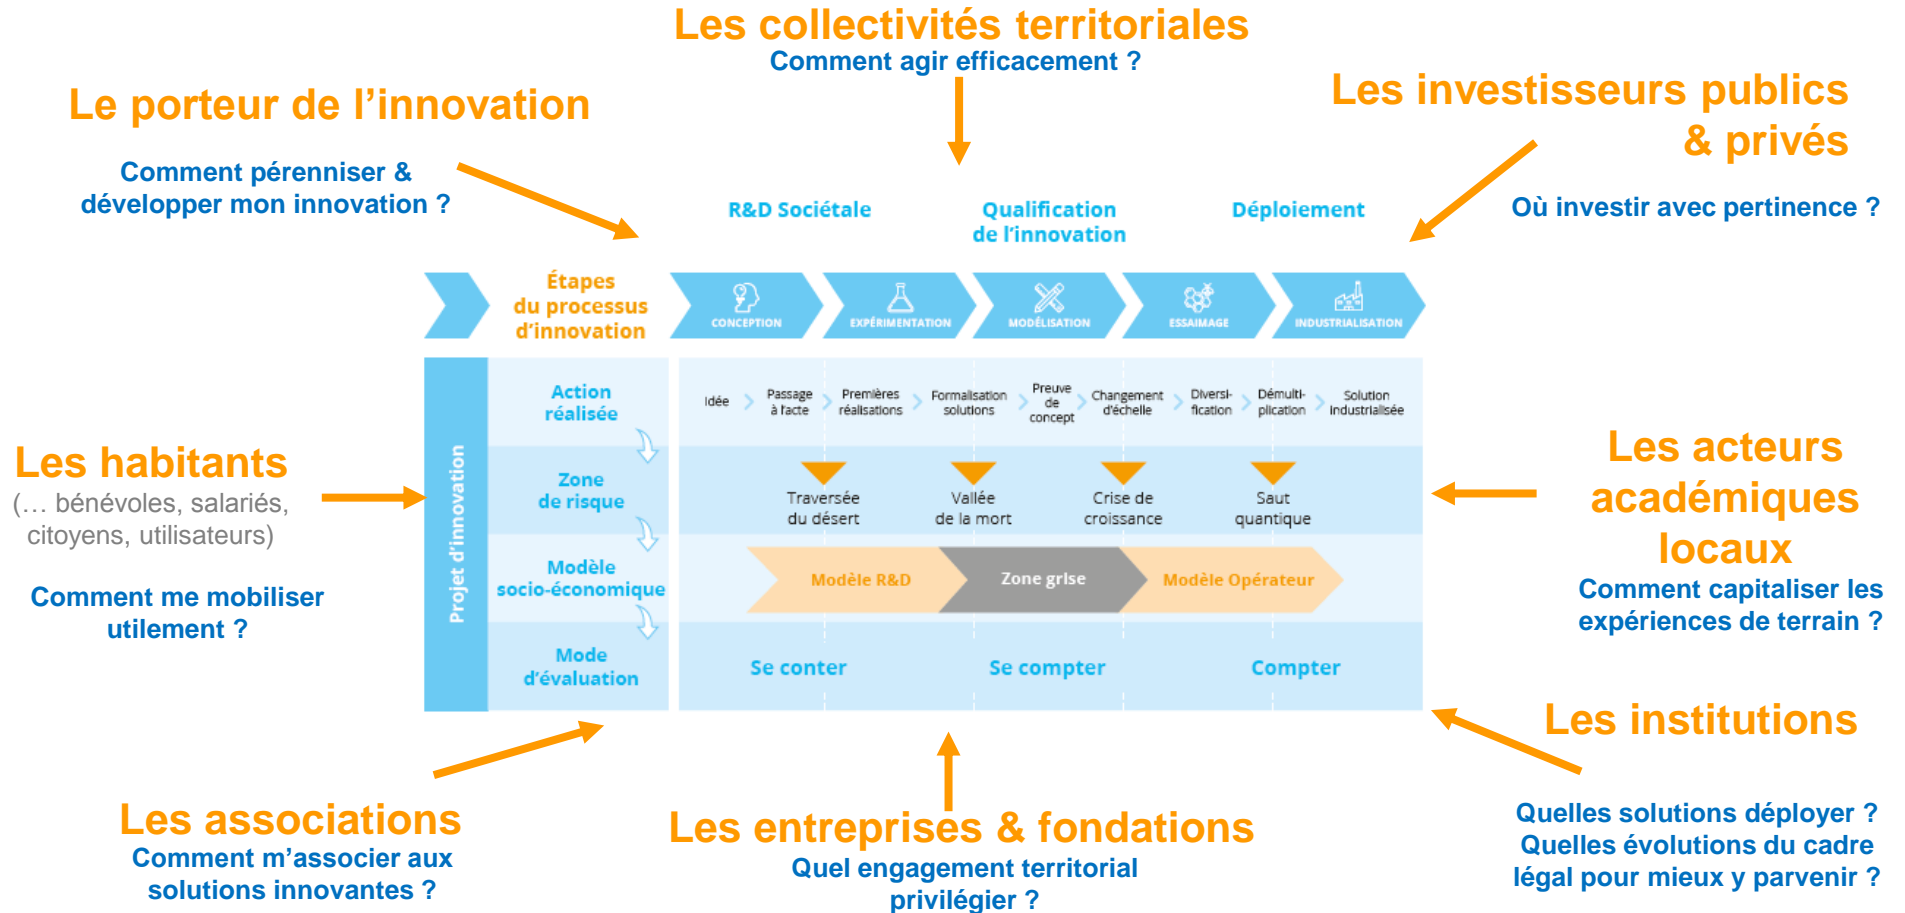 Les collectivités territoriales
Comment agir efficacement ?
Le porteur de l’innovation
Comment pérenniser &
développer mon innovation ?
Les investisseurs publics
& privés
Où investir avec pertinence ?
R&D Sociétale
Qualification
de l’innovation
Déploiement
Étapes
du processus
d’innovation
CONCEPTION
EXPÉRIMENTATION
MODÉLISATION
ESSAIMAGE
INDUSTRIALISATION
Projet d’innovation
Action
réalisée
Idée
Passage
à l’acte
Premières
réalisations
Formalisation
solutions
Preuve
de
concept
Changement
d’échelle
Diversi-
fication
Démulti-
plication
Solution
industrialisée
Zone
de risque
Traversée
du désert
Vallée
de la mort
Crise de
croissance
Saut
quantique
Modèle
socio-économique
Modèle R&D
Zone grise
Modèle Opérateur
Mode
d’évaluation
Se conter
Se compter
Compter
Les habitants
(… bénévoles, salariés,
citoyens, utilisateurs)
Comment me mobiliser
utilement ?
Les acteurs
académiques
locaux
Comment capitaliser les
expériences de terrain ?
Les associations
Comment m’associer aux
solutions innovantes ?
Les entreprises & fondations
Quel engagement territorial
privilégier ?
Les institutions
Quelles solutions déployer ?
Quelles évolutions du cadre
légal pour mieux y parvenir ?